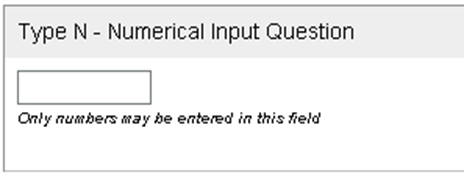 Type N - Numerical Input Question
Only numbers may be entered in this field